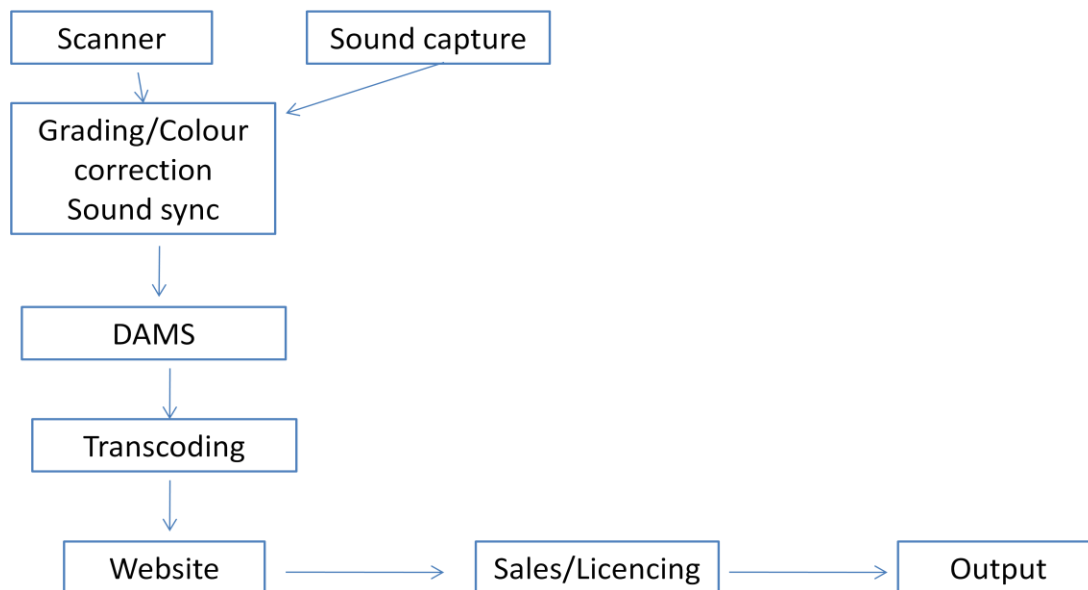 Scanner
Sound capture
Grading/Colour
correction
Sound sync
DAMS
Transcoding
Website
Sales/Licencing
Output